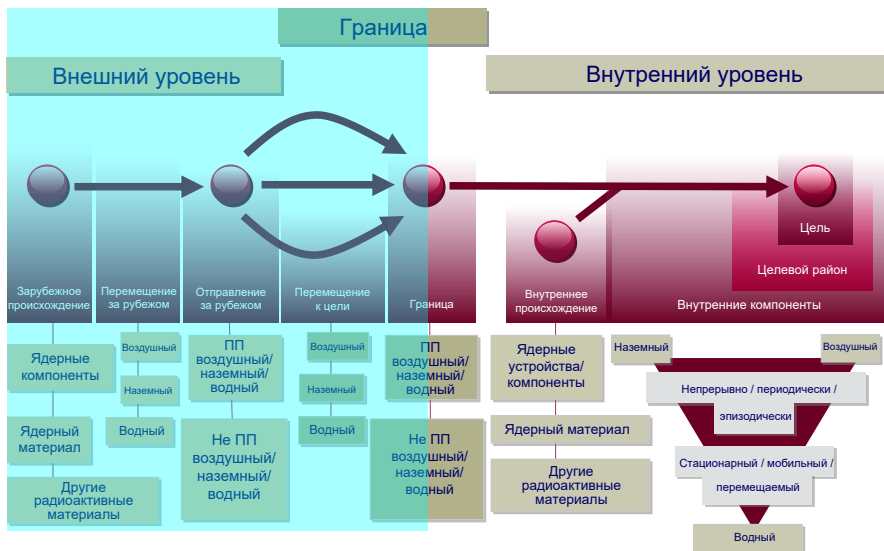 Граница
Внешний уровень
Внутренний уровень
Зарубежное
происхождение
Перемещение
за рубежом
Отправление
за рубежом
Перемещение
к цели
Граница
Внутреннее
происхождение
Цель
Целевой район
Внутренние компоненты
Ядерные
компоненты
Ядерный
материал
Другие
радиоактивные
материалы
Воздушный
Наземный
Водный
ПП
воздушный/
наземный/
водный
Не ПП
воздушный/
наземный/
водный
Воздушный
Наземный
Водный
ПП
воздушный/
наземный/
водный
Не ПП
воздушный/
наземный/
водный
Ядерные
устройства/
компоненты
Ядерный материал
Другие
радиоактивные
материалы
Наземный
Воздушный
Непрерывно / периодически /
эпизодически
Стационарный / мобильный /
перемещаемый
Водный